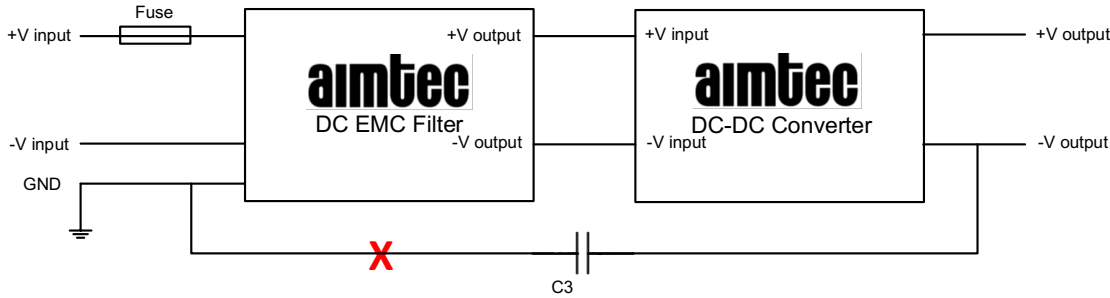 Fuse
+V input
+V output
+V input
+V output
aimtec
aimtec
DC EMC Filter
DC-DC Converter
-V input
-V output
-V input
-V output
GND
X
C3